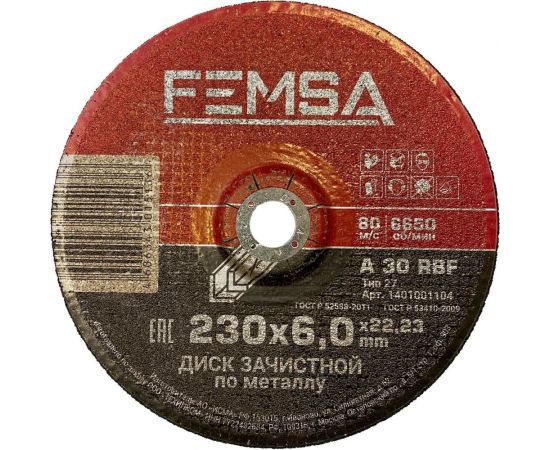 FEMSA
80 6650
М/С ОБ/МИН
A 30 RBF
Тип 27
Арт. 1401001104
ГОСТ Р 52588-2011 ГОСТ Р 53410-2009
EAC 230x6,0 x22,23
mm
ДИСК ЗАЧИСТНОЙ
по металлу